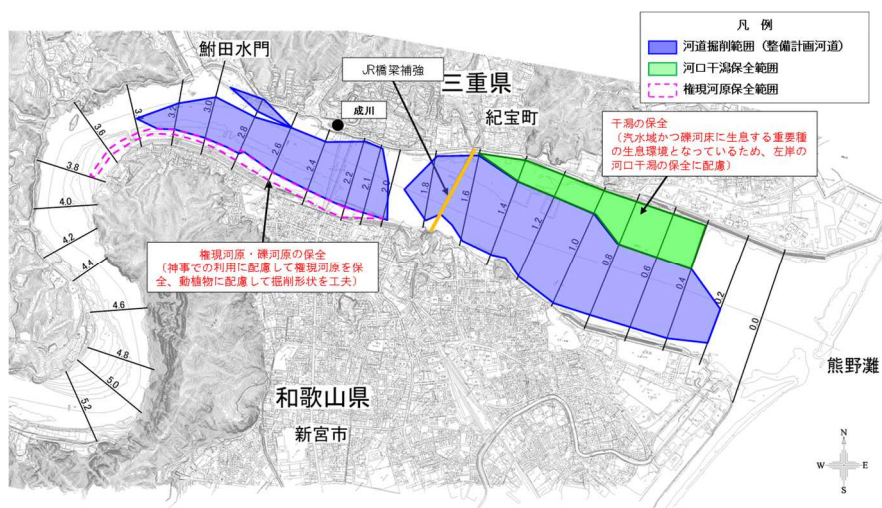 凡　例
河道掘削範囲（整備計画河道）
河口干潟保全範囲
権現河原保全範囲
鮒田水門
JR橋梁補強
三重県
紀宝町
成川
干潟の保全
（汽水域かつ礫河床に生息する重要種
の生息環境となっているため、左岸の
河口干潟の保全に配慮）
権現河原・礫河原の保全
（神事での利用に配慮して権現河原を保
全、動植物に配慮して掘削形状を工夫）
和歌山県
新宮市
熊野灘
5.2
5.0
4.8
4.6
4.4
4.2
4.0
3.8
3.6
3.4
3.2
3.0
2.8
2.6
2.4
2.2
2.1
2.0
1.8
1.6
1.4
1.2
1.0
0.8
0.6
0.4
0.2
0.0
N
W
E
S